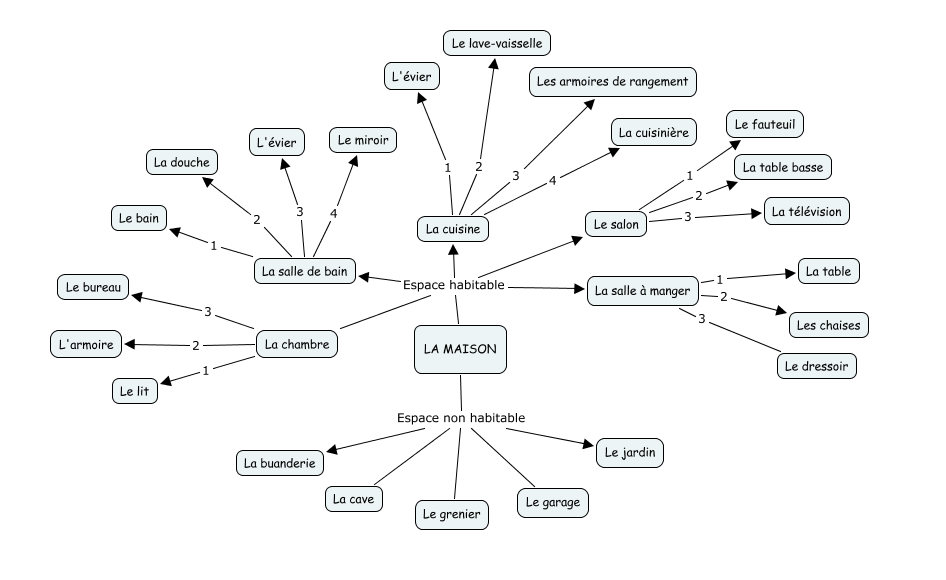 Le lave-vaisselle
L'évier
Les armoires de rangement
Le fauteuil
La cuisinière
L'évier
Le miroir
La douche
La table basse
1
2
3
4
1
2
3
La télévision
Le bain
1
2
3
4
La cuisine
Le salon
La salle de bain
Espace habitable
La salle à manger
1
2
3
La table
Les chaises
Le dressoir
Le bureau
3
L'armoire
2
La chambre
1
Le lit
LA MAISON
Espace non habitable
La buanderie
Le jardin
La cave
Le garage
Le grenier